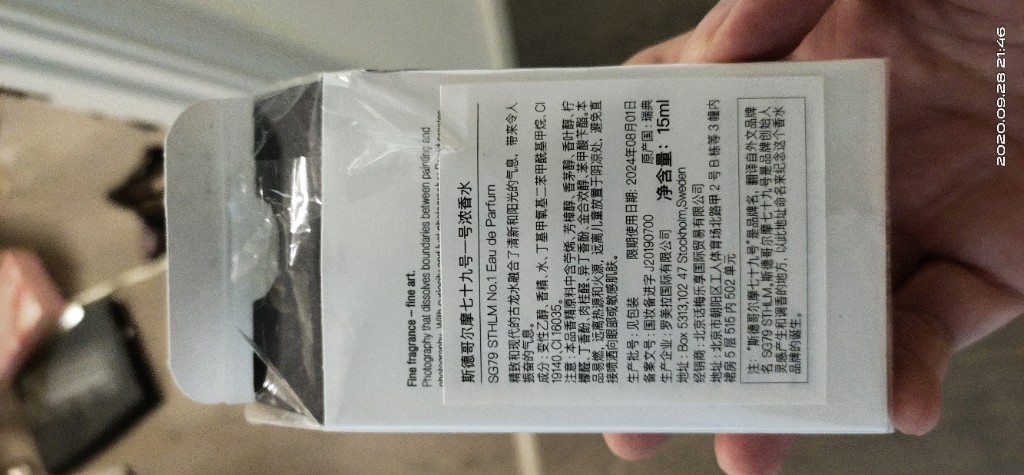 Fine fragrance – fine art.
Photography that dissolves boundaries between painting and
斯德哥尔摩七十九号一号浓香水
SG79 STHLM No.1 Eau de Parfum
精致和现代的古龙水融合了清新和阳光的气息，带来令人
振奋的气息。
成分：变性乙醇，香精、水、丁基甲氧基二苯甲酰基甲烷、CI
19140, CI 16035。
注意：本品香精原料中含苧烯、芳樟醇、香茅醇、香叶醇、柠
檬醛、丁香酚、肉桂醛、异丁香酚、金合欢醇、苯甲酸苄酯。本
品易燃，远离热源和火源，远离儿童放置于阴凉处，避免直
接喷洒向眼部或敏感肌肤。
生产批号：见包装 限期使用日期：2024年08月01日
备案文号：国妆备进字 J20190700 原产国：瑞典
生产企业：罗美拉国际有限公司 净含量：15ml
地址：Box 5313,102 47 Stockholm,Sweden
经销商：北京话梅乐享国际贸易有限公司
地址：北京市朝阳区工人体育场北路甲 2 号 B 栋等 3 幢内
裙房 5 层 515 内 502 单元
注：“斯德哥尔摩七十九号”是品牌名，翻译自外文品牌
名 SG79 STHLM，斯德哥尔摩七十九号是品牌创始人
灵感产生和调香的地方，以此地址命名来纪念这个香水
品牌的诞生。
2020.09.28 21:46